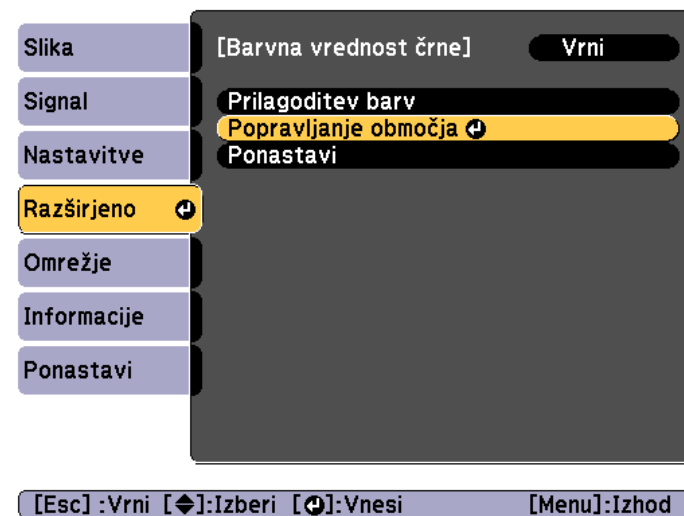 Slika
Signal
Nastavitve
Razširjeno
Omrežje
Informacije
Ponastavi
[Barvna vrednost črne] Vrni
Prilagoditev barv
Popravljanje območja
Ponastavi
[Esc] :Vrni [◆]:Izberi [↵]:Vnesi [Menu]:Izhod